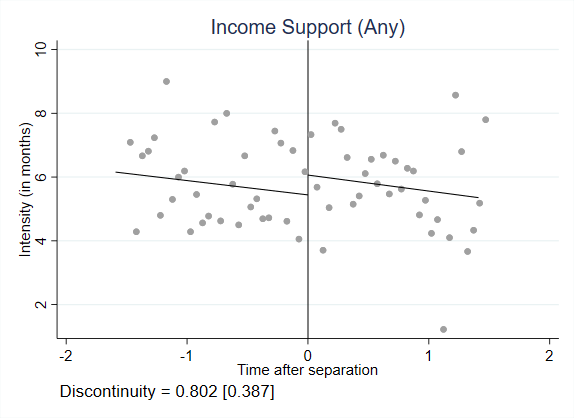 Income Support (Any)
Intensity (in months)
10
8
6
4
2
-2 -1 0 1 2
Time after separation
Discontinuity = 0.802 [0.387]